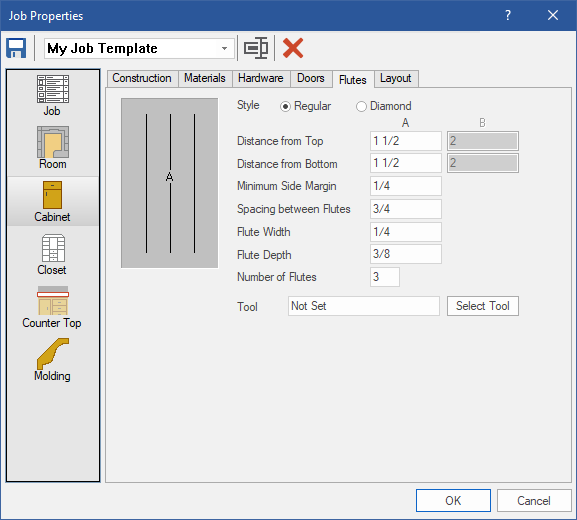 Job Properties
?
My Job Template
Job
Room
Cabinet
Closet
Counter Top
Molding
Construction Materials Hardware Doors Flutes Layout
A
Style Regular Diamond
A B
Distance from Top 1 1/2 2
Distance from Bottom 1 1/2 2
Minimum Side Margin 1/4
Spacing between Flutes 3/4
Flute Width 1/4
Flute Depth 3/8
Number of Flutes 3
Tool Not Set Select Tool
OK Cancel